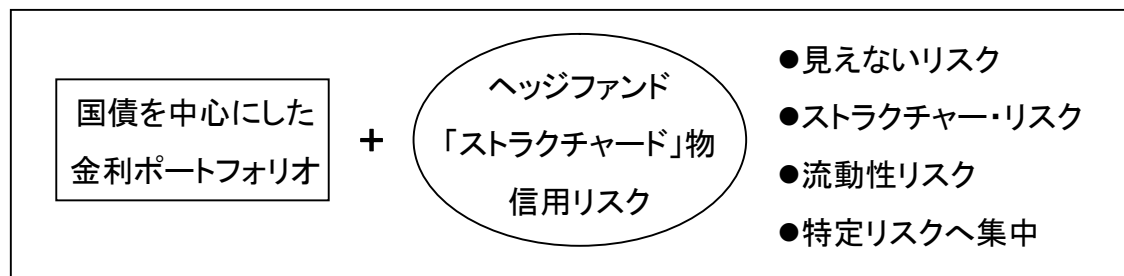 国債を中心にした
金利ポートフォリオ
+
ヘッジファンド
「ストラクチャード」物
信用リスク
●見えないリスク
●ストラクチャー・リスク
●流動性リスク
●特定リスクへ集中